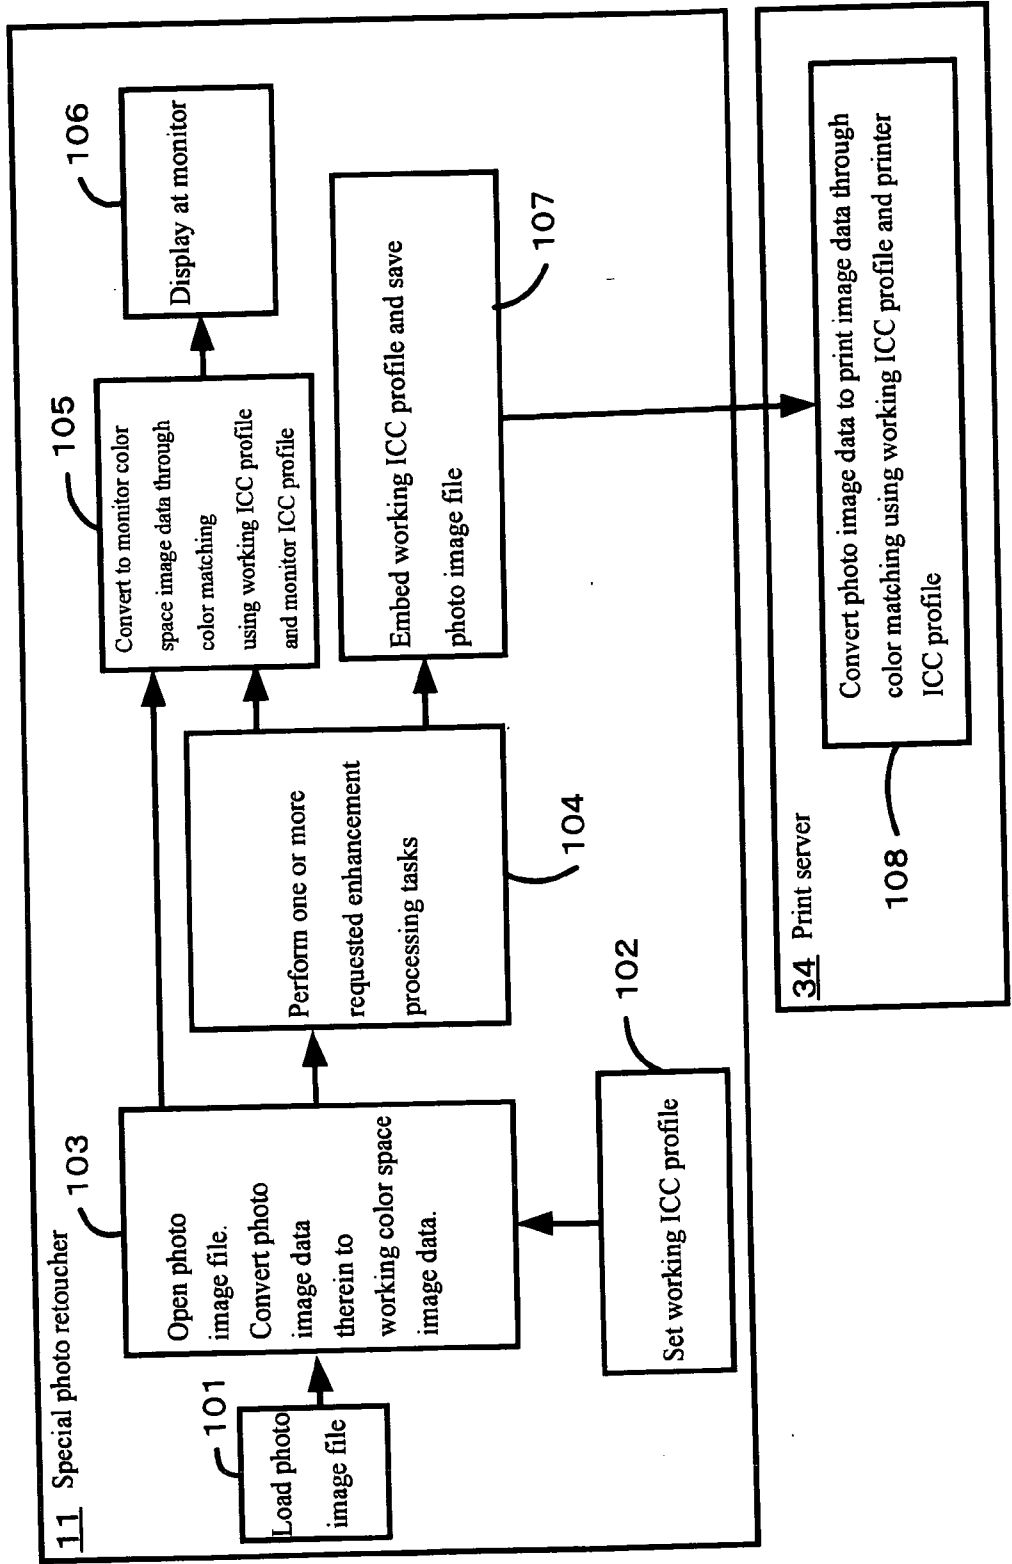 11 Special photo retoucher
101
Load photo
image file
103
Open photo
image file.
Convert photo
image data
therein to
working color space
image data.
102
Set working ICC profile
104
Perform one or more
requested enhancement
processing tasks
105
Convert to monitor color
space image data through
color matching
using working ICC profile
and monitor ICC profile
106
Display at monitor
107
Embed working ICC profile and save
photo image file
34 Print server
108
Convert photo image data to print image data through
color matching using working ICC profile and printer
ICC profile